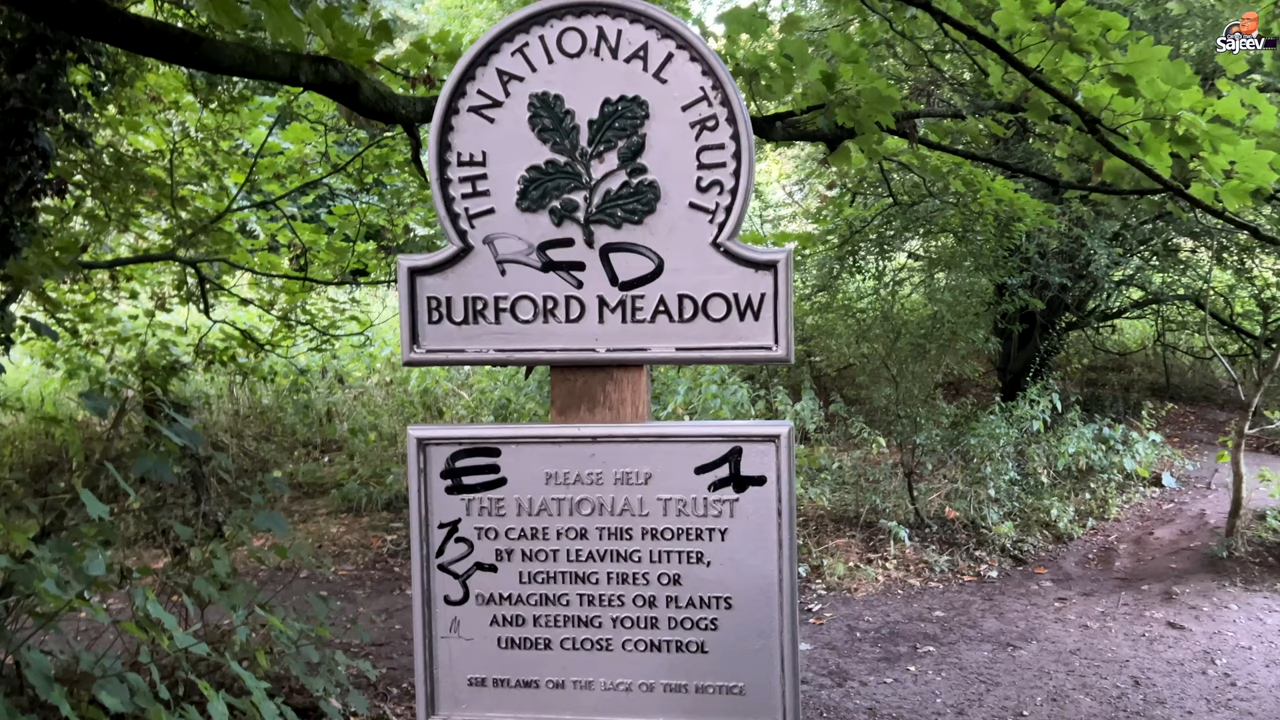 Sajeev
THE NATIONAL TRUST
RED
BURFORD MEADOW
E
1
PLEASE HELP
THE NATIONAL TRUST
TO CARE FOR THIS PROPERTY
BY NOT LEAVING LITTER,
LIGHTING FIRES OR
DAMAGING TREES OR PLANTS
AND KEEPING YOUR DOGS
UNDER CLOSE CONTROL
SEE BYLAWS ON THE BACK OF THIS NOTICE